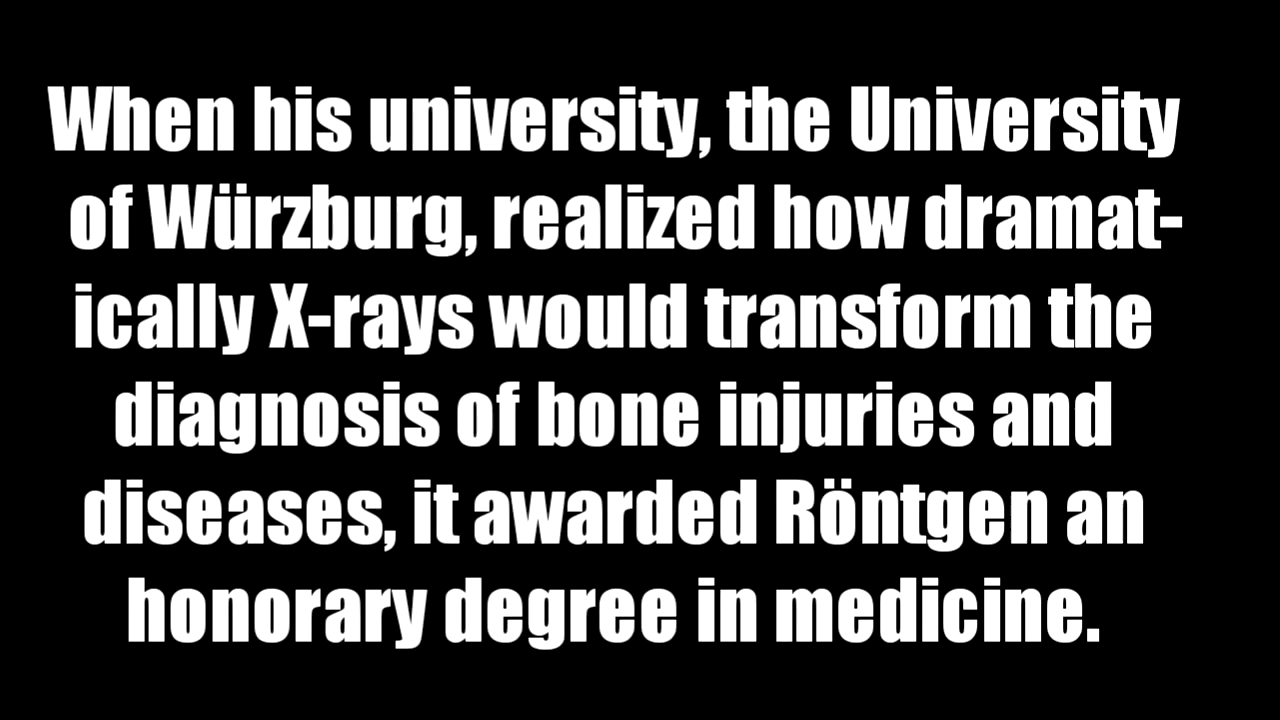 When his university, the University
of Würzburg, realized how dramat-
ically X-rays would transform the
diagnosis of bone injuries and
diseases, it awarded Röntgen an
honorary degree in medicine.